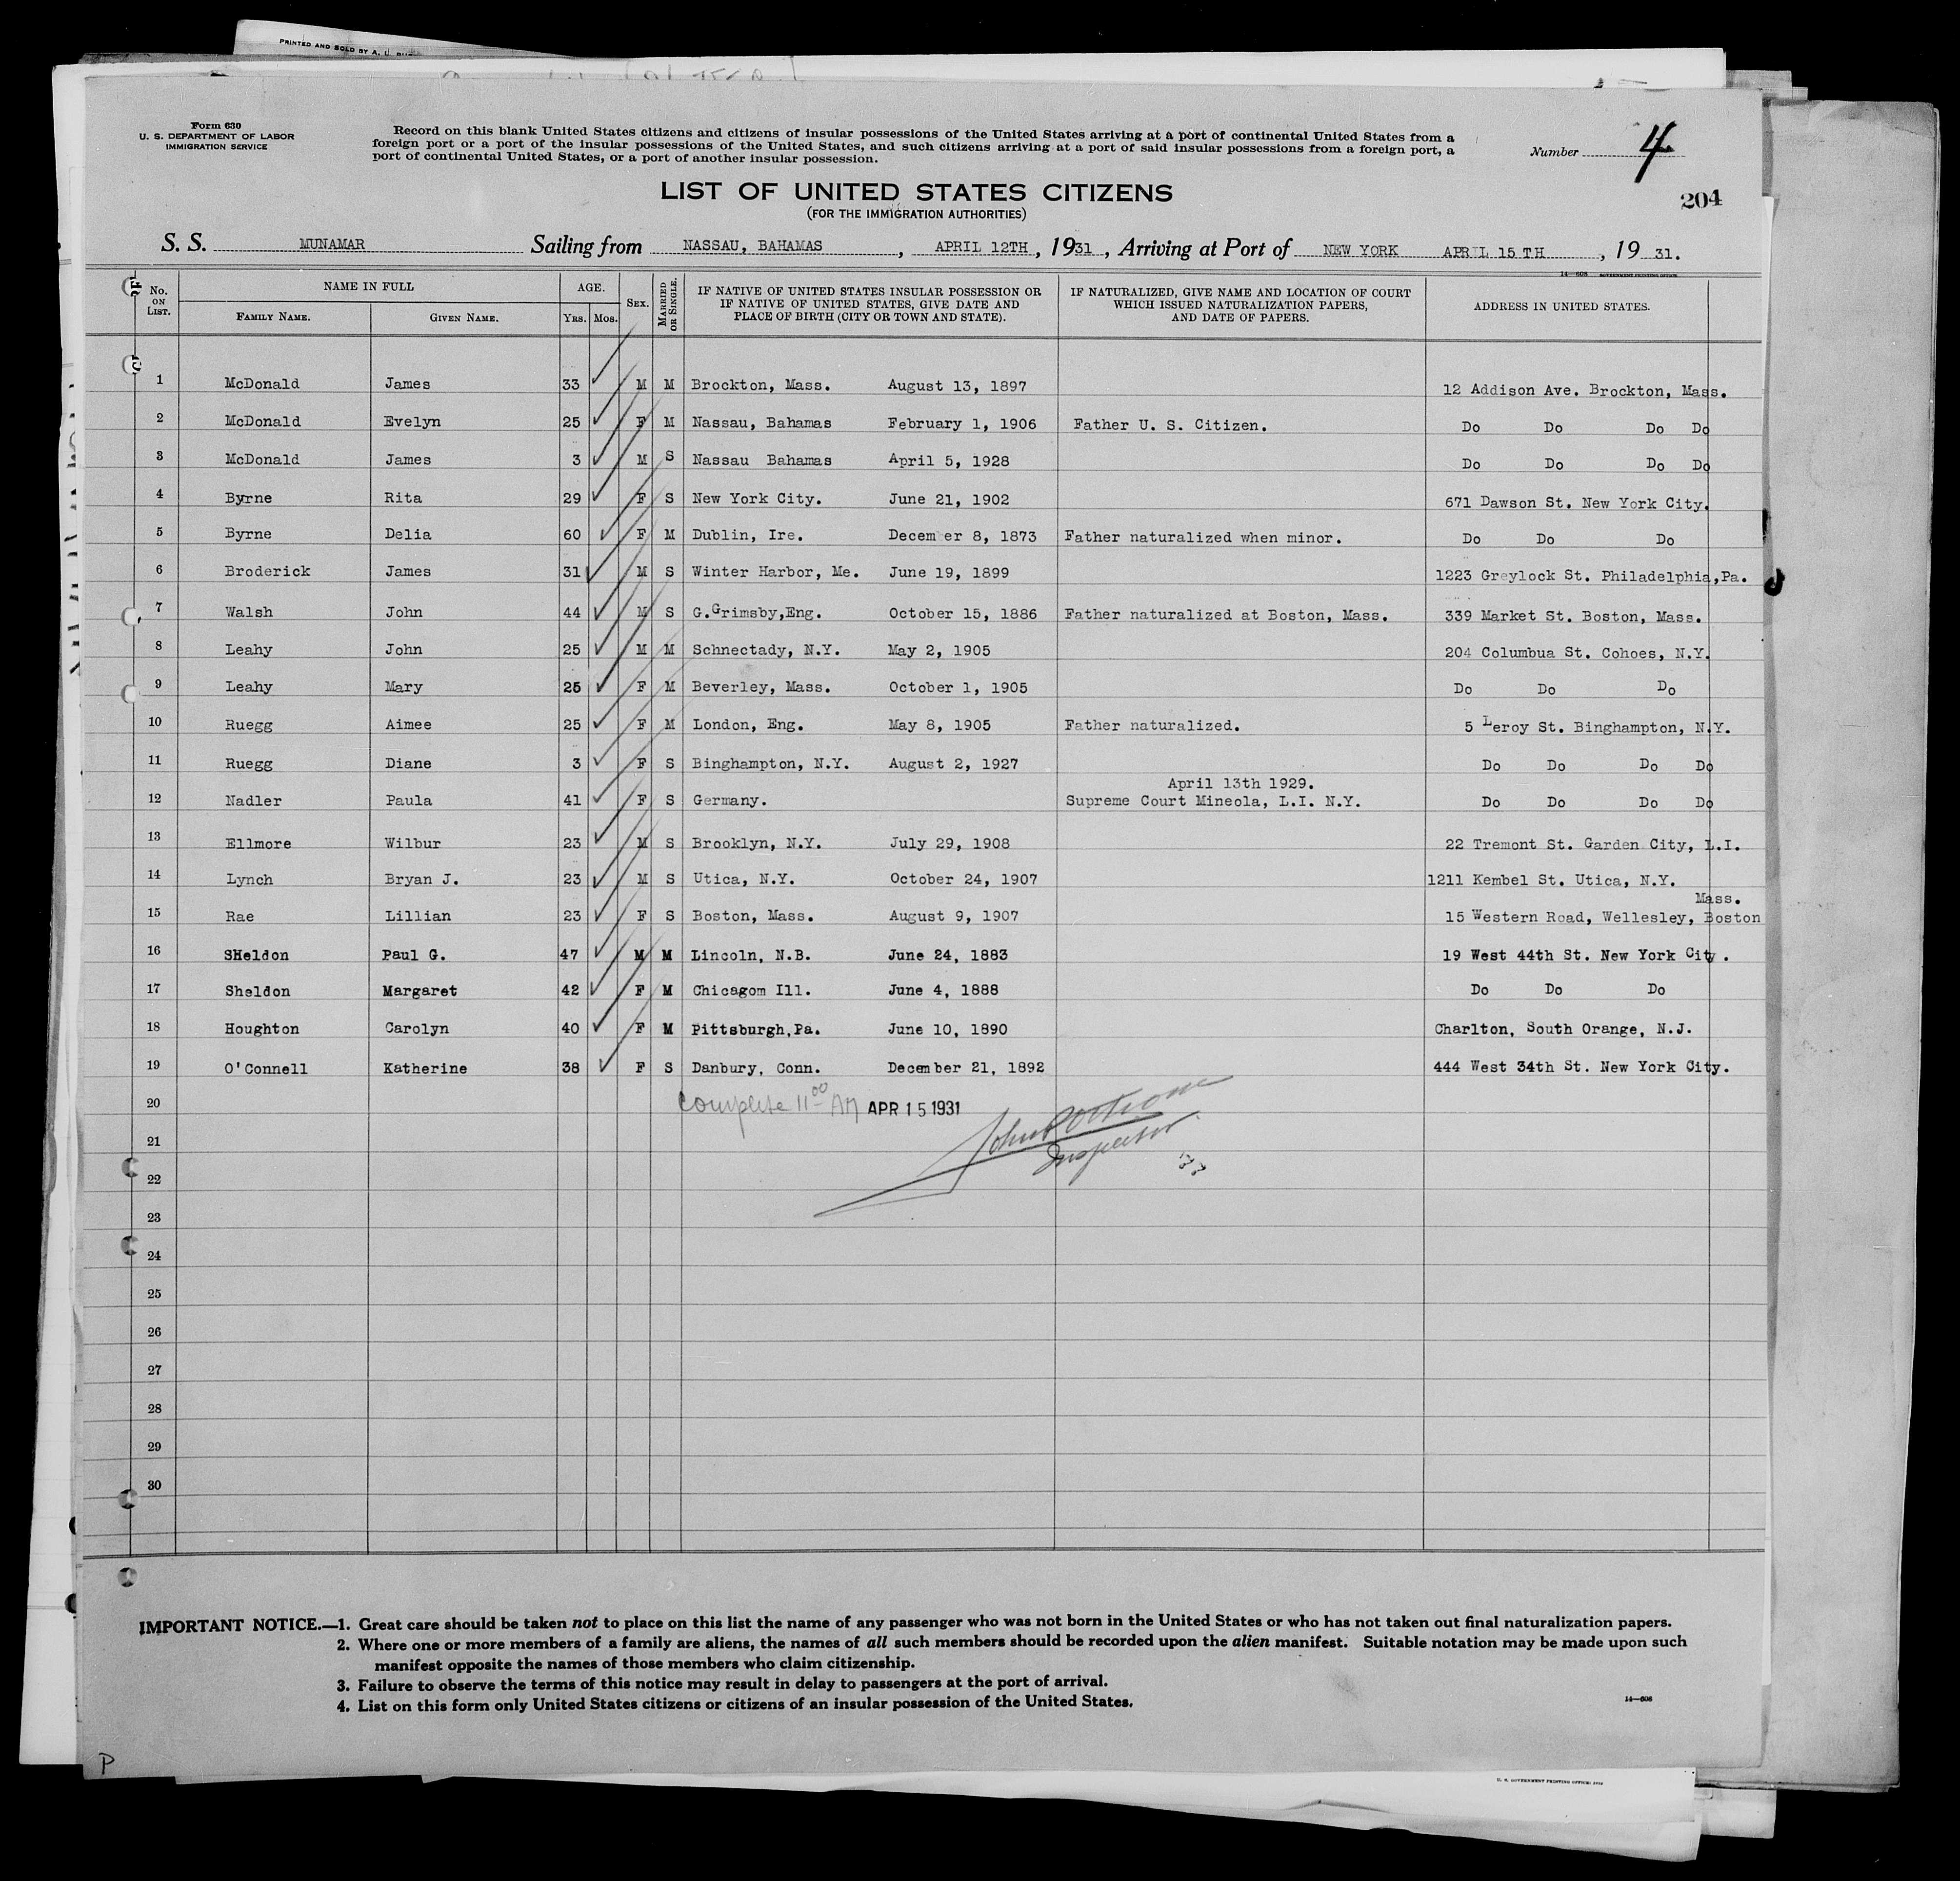 PRINTED AND SOLD BY A. L.
Form 630
U. S. DEPARTMENT OF LABOR
IMMIGRATION SERVICE
Record on this blank United States citizens and citizens of insular possessions of the United States arriving at a port of continental United States from a
foreign port or a port of the insular possessions of the United States, and such citizens arriving at a port of said insular possessions from a foreign port, a
port of continental United States, or a port of another insular possession.
Number 4
204
LIST OF UNITED STATES CITIZENS
(FOR THE IMMIGRATION AUTHORITIES)
S. S. MUNAMAR Sailing from NASSAU, BAHAMAS, APRIL 12TH, 1931, Arriving at Port of NEW YORK APRIL 15 TH, 19 31.
14—608 GOVERNMENT PRINTING OFFICE
No. ON LIST. NAME IN FULL AGE. SEX. MARRIED OR SINGLE. IF NATIVE OF UNITED STATES INSULAR POSSESSION OR IF NATIVE OF UNITED STATES, GIVE DATE AND PLACE OF BIRTH (CITY OR TOWN AND STATE). IF NATURALIZED, GIVE NAME AND LOCATION OF COURT WHICH ISSUED NATURALIZATION PAPERS, AND DATE OF PAPERS. ADDRESS IN UNITED STATES.
FAMILY NAME. GIVEN NAME. YRS. MOS.
1 McDonald James 33 M M Brockton, Mass. August 13, 1897 12 Addison Ave. Brockton, Mass.
2 McDonald Evelyn 25 F M Nassau, Bahamas February 1, 1906 Father U. S. Citizen. Do Do Do Do
3 McDonald James 3 M S Nassau Bahamas April 5, 1928 Do Do Do Do
4 Byrne Rita 29 F S New York City. June 21, 1902 671 Dawson St. New York City.
5 Byrne Delia 60 F M Dublin, Ire. Decem er 8, 1873 Father naturalized when minor. Do Do Do
6 Broderick James 31 M S Winter Harbor, Me. June 19, 1899 1223 Greylock St. Philadelphia,Pa.
7 Walsh John 44 M S G.Grimsby,Eng. October 15, 1886 Father naturalized at Boston, Mass. 339 Market St. Boston, Mass.
8 Leahy John 25 M M Schnectady, N.Y. May 2, 1905 204 Columbua St. Cohoes, N.Y.
9 Leahy Mary 25 F M Beverley, Mass. October 1, 1905 Do Do Do
10 Ruegg Aimee 25 F M London, Eng. May 8, 1905 Father naturalized. 5 Leroy St. Binghampton, N.Y.
11 Ruegg Diane 3 F S Binghampton, N.Y. August 2, 1927 Do Do Do Do
April 13th 1929.
12 Nadler Paula 41 F S Germany. Supreme Court Mineola, L.I. N.Y. Do Do Do Do
13 Ellmore Wilbur 23 M S Brooklyn, N.Y. July 29, 1908 22 Tremont St. Garden City, L.I.
14 Lynch Bryan J. 23 M S Utica, N.Y. October 24, 1907 1211 Kembel St. Utica, N.Y.
Mass.
15 Rae Lillian 23 F S Boston, Mass. August 9, 1907 15 Western Road, Wellesley, Boston
16 SHeldon Paul G. 47 M M Lincoln, N.B. June 24, 1883 19 West 44th St. New York City.
17 Sheldon Margaret 42 F M Chicagom Ill. June 4, 1888 Do Do Do
18 Houghton Carolyn 40 F M Pittsburgh,Pa. June 10, 1890 Charlton, South Orange, N.J.
19 O'Connell Katherine 38 F S Danbury, Conn. December 21, 1892 444 West 34th St. New York City.
20 complete 11 00 AM APR 15 1931
21 Inspector
22
23
24
25
26
27
28
29
30
IMPORTANT NOTICE.—1. Great care should be taken not to place on this list the name of any passenger who was not born in the United States or who has not taken out final naturalization papers.
2. Where one or more members of a family are aliens, the names of all such members should be recorded upon the alien manifest. Suitable notation may be made upon such
manifest opposite the names of those members who claim citizenship.
3. Failure to observe the terms of this notice may result in delay to passengers at the port of arrival.
4. List on this form only United States citizens or citizens of an insular possession of the United States.
14—608
P
U. S. GOVERNMENT PRINTING OFFICE: